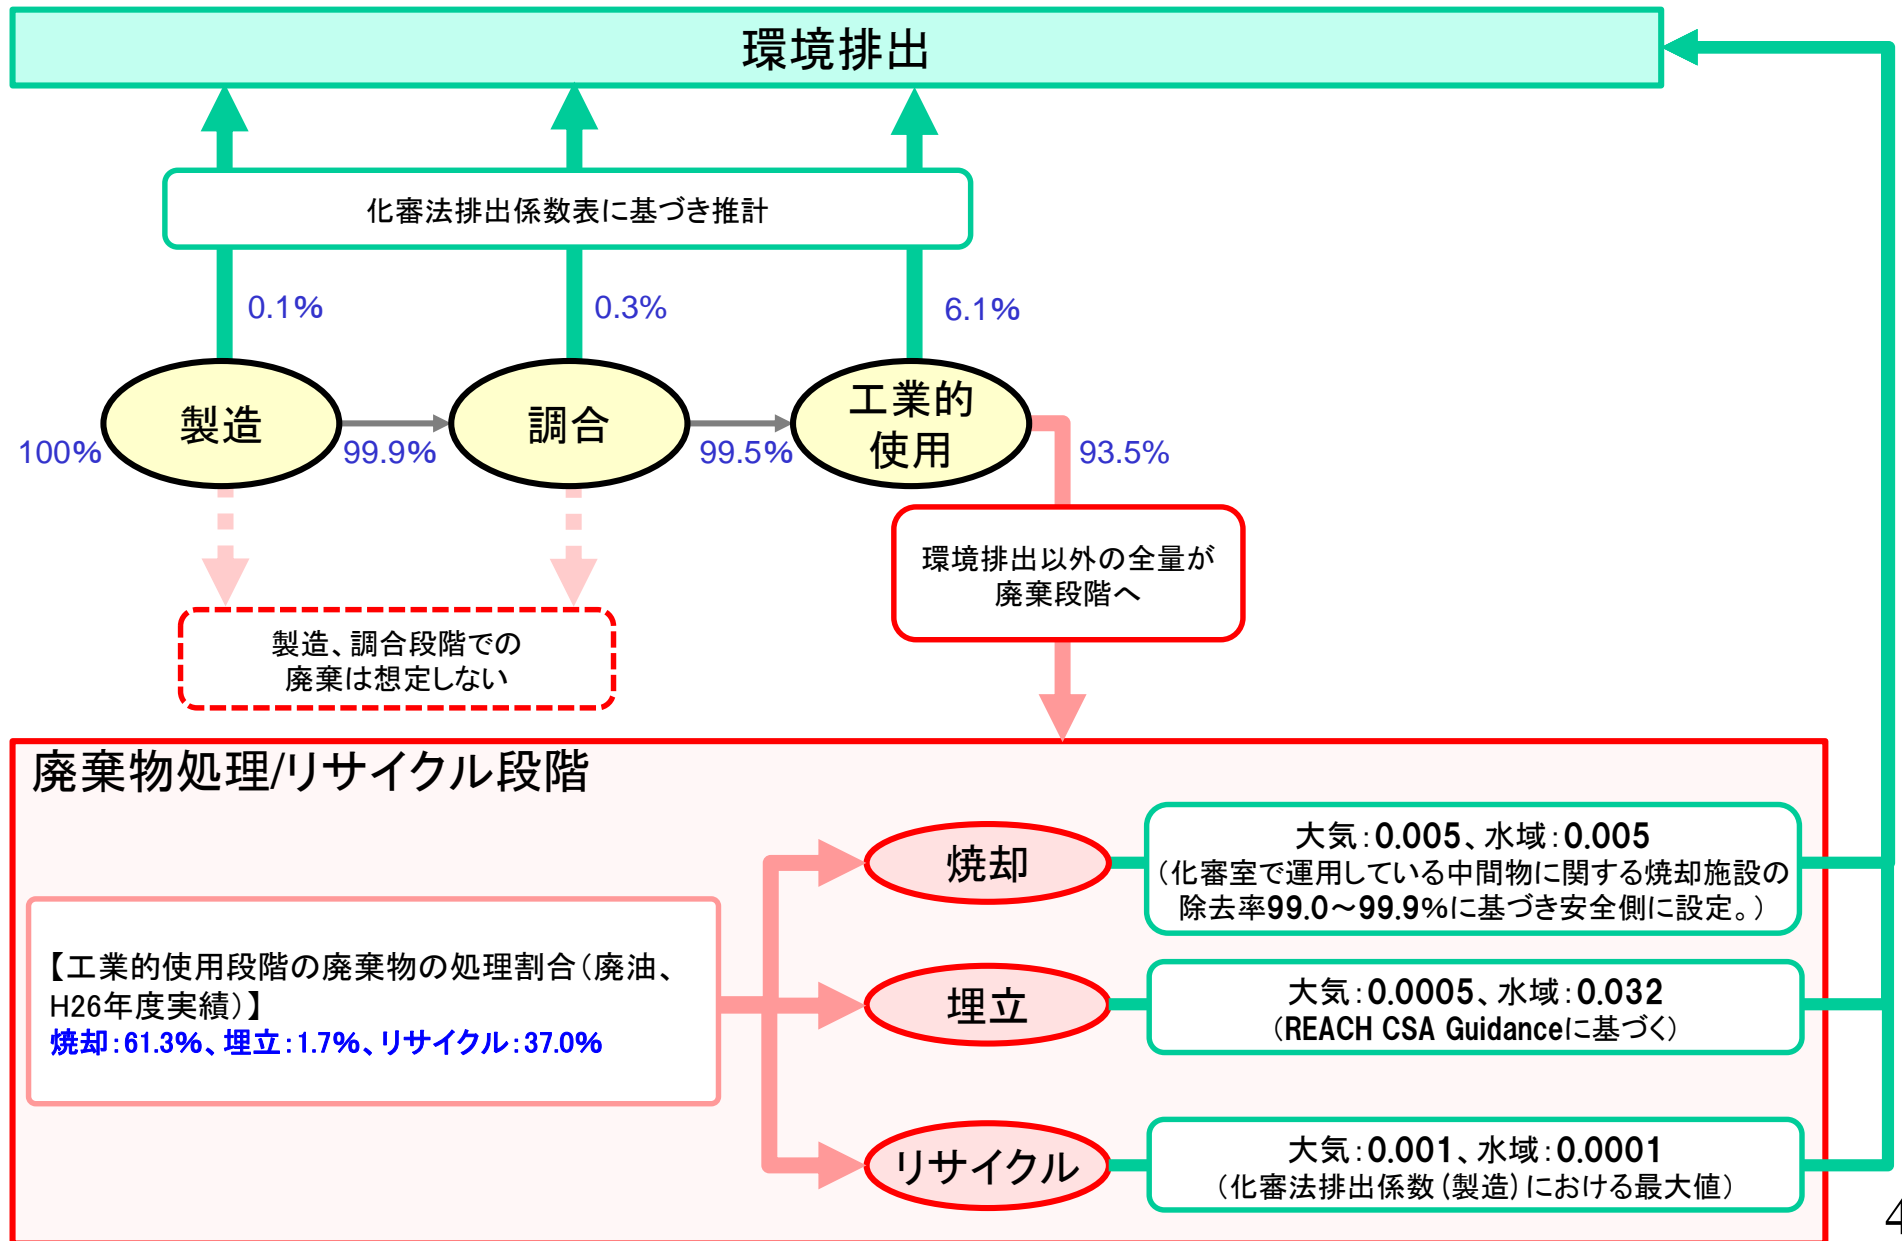 環境排出
化審法排出係数表に基づき推計
0.1%
0.3%
6.1%
製造
調合
工業的
使用
100%
99.9%
99.5%
93.5%
環境排出以外の全量が
廃棄段階へ
製造、調合段階での
廃棄は想定しない
廃棄物処理/リサイクル段階
【工業的使用段階の廃棄物の処理割合(廃油、
H26年度実績)】
焼却:61.3%、埋立:1.7%、リサイクル:37.0%
焼却
大気:0.005、水域:0.005
(化審室で運用している中間物に関する焼却施設の
除去率99.0～99.9%に基づき安全側に設定。)
埋立
大気:0.0005、水域:0.032
(REACH CSA Guidanceに基づく)
リサイクル
大気:0.001、水域:0.0001
(化審法排出係数(製造)における最大値)
4